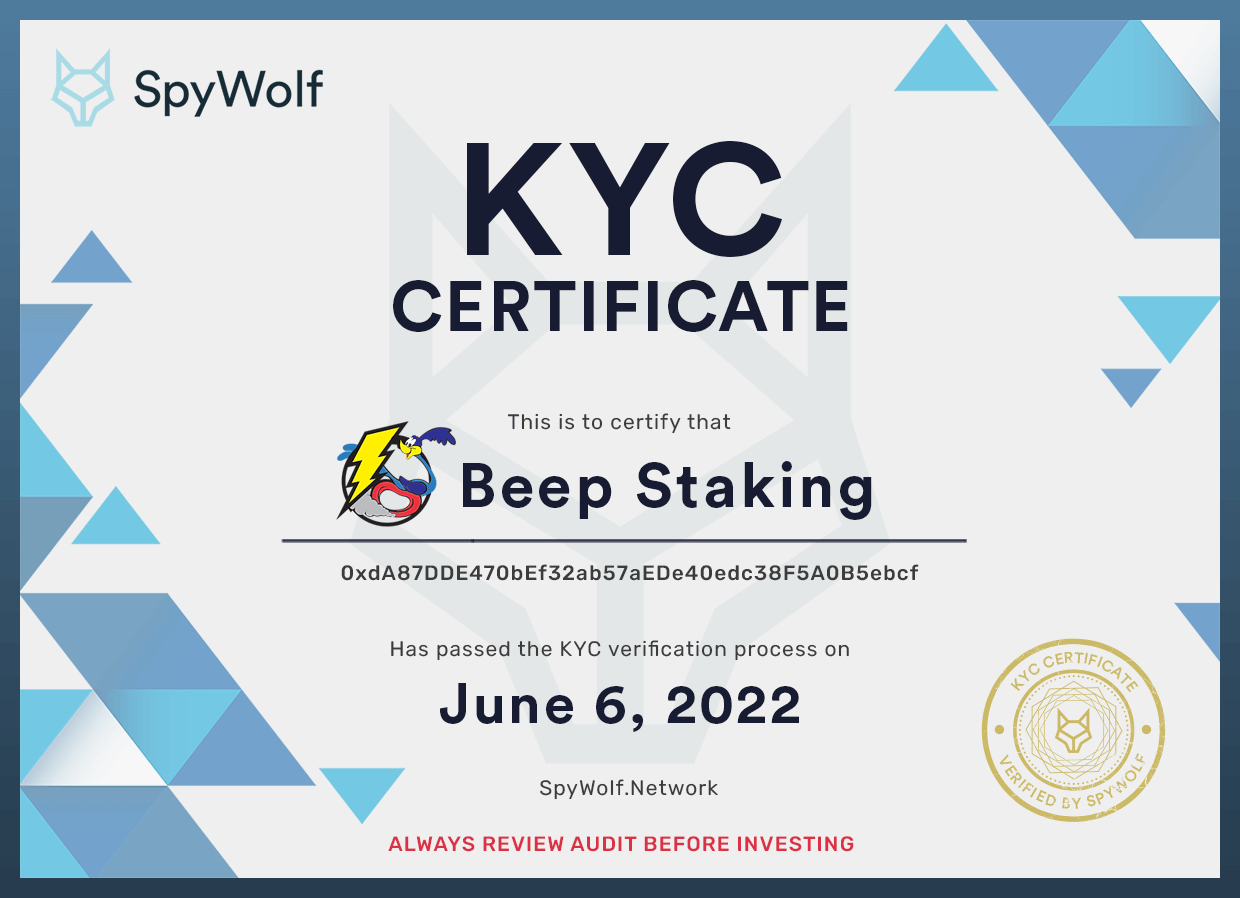 SpyWolf
KYC
CERTIFICATE
This is to certify that
Beep Staking
0xdA87DDE470bEf32ab57aEDe40edc38F5A0B5ebcf
Has passed the KYC verification process on
June 6, 2022
KYC CERTIFICATE
VERIFIED BY SPYWOLF
SpyWolf.Network
ALWAYS REVIEW AUDIT BEFORE INVESTING